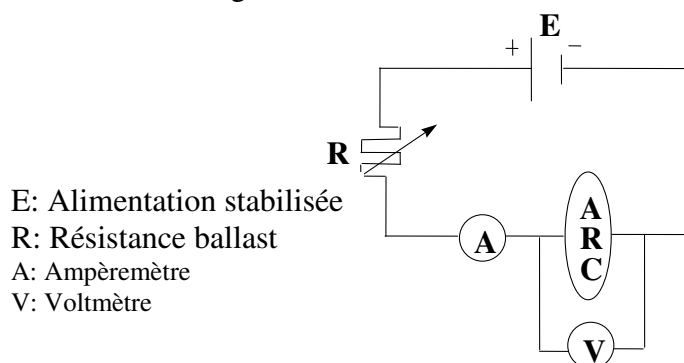 E
+ −
R
E: Alimentation stabilisée
R: Résistance ballast
A: Ampèremètre
V: Voltmètre
A
A
R
C
V